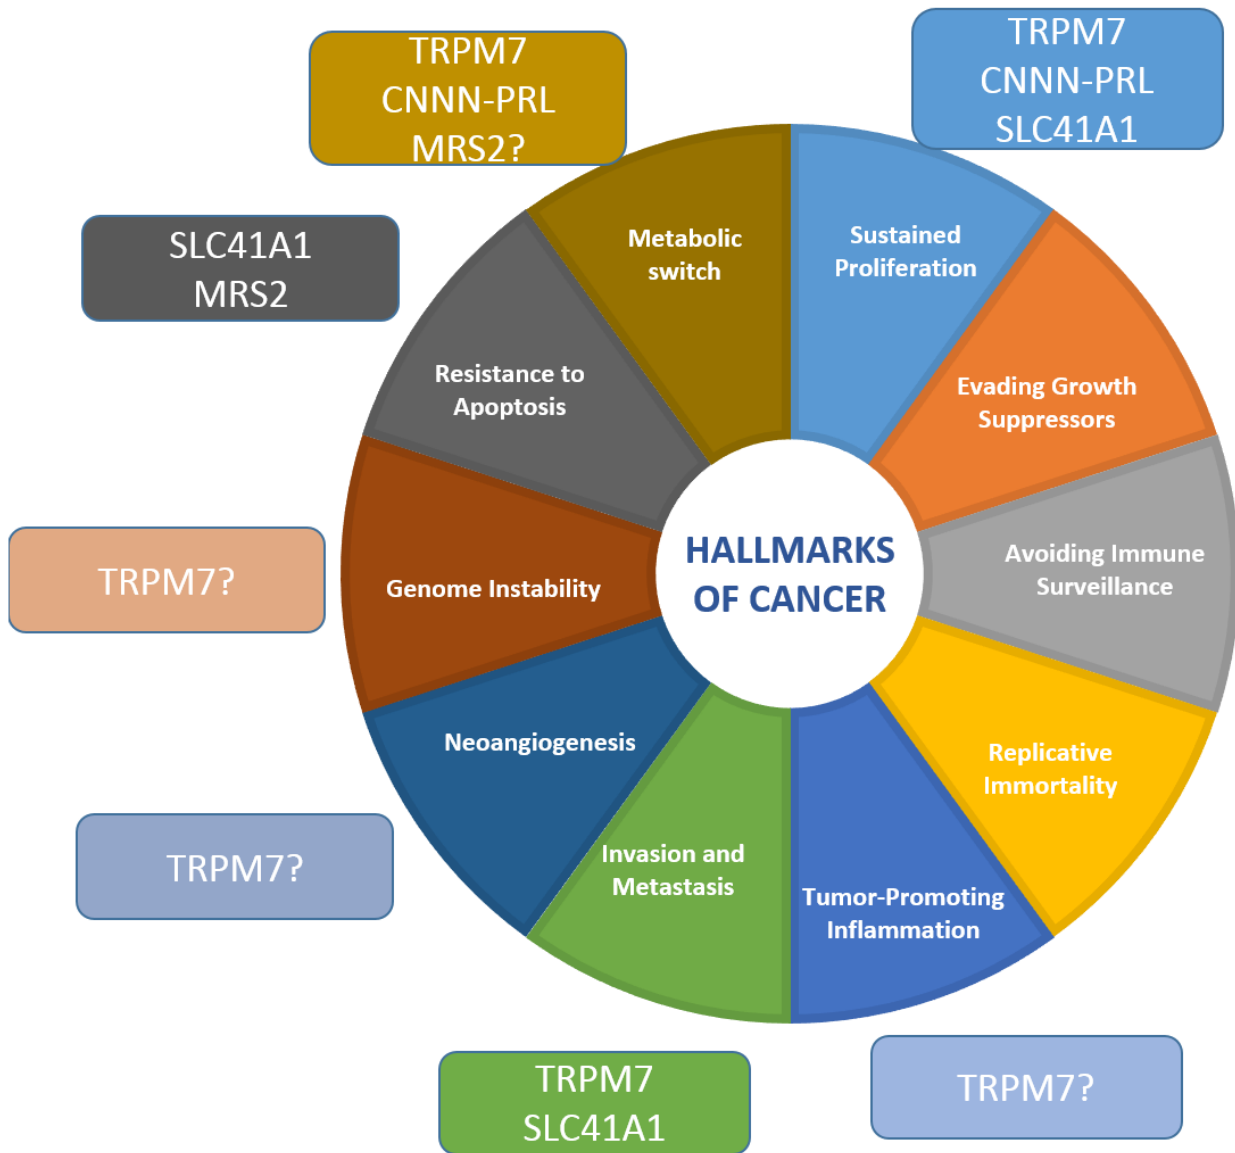 TRPM7
CNNN-PRL
MRS2?
TRPM7
CNNN-PRL
SLC41A1
SLC41A1
MRS2
Metabolic
switch
Sustained
Proliferation
Resistance to
Apoptosis
Evading Growth
Suppressors
HALLMARKS
OF CANCER
Avoiding Immune
Surveillance
TRPM7?
Genome Instability
Neoangiogenesis
Replicative
Immortality
TRPM7?
Invasion and
Metastasis
Tumor-Promoting
Inflammation
TRPM7
SLC41A1
TRPM7?